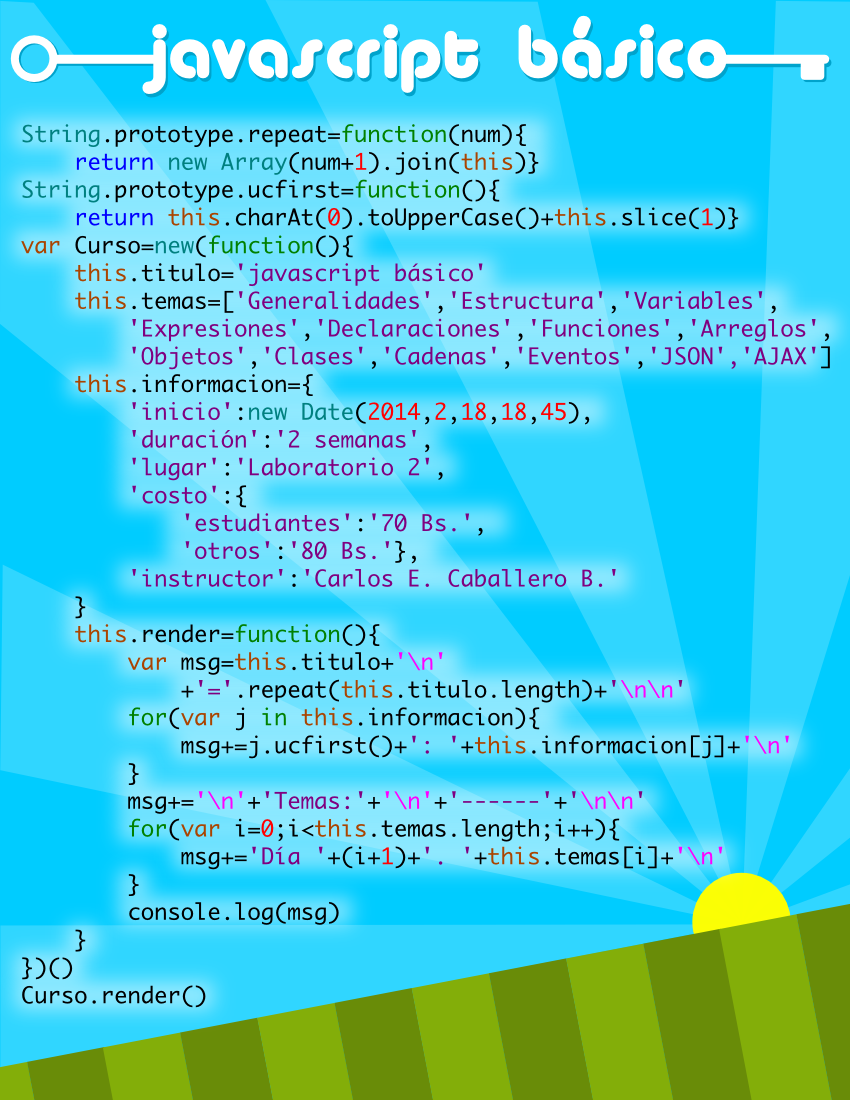 javascript básico
String.prototype.repeat=function(num){
    return new Array(num+1).join(this)}
String.prototype.ucfirst=function(){
    return this.charAt(0).toUpperCase()+this.slice(1)}
var Curso=new(function(){
    this.titulo='javascript básico'
    this.temas=['Generalidades','Estructura','Variables',
        'Expresiones','Declaraciones','Funciones','Arreglos',
        'Objetos','Clases','Cadenas','Eventos','JSON','AJAX']
    this.informacion={
        'inicio':new Date(2014,2,18,18,45),
        'duración':'2 semanas',
        'lugar':'Laboratorio 2',
        'costo':{
            'estudiantes':'70 Bs.',
            'otros':'80 Bs.'},
        'instructor':'Carlos E. Caballero B.'
    }
    this.render=function(){
        var msg=this.titulo+'\n'
            +'='.repeat(this.titulo.length)+'\n\n'
        for(var j in this.informacion){
            msg+=j.ucfirst()+': '+this.informacion[j]+'\n'
        }
        msg+='\n'+'Temas:'+'\n'+'------'+'\n\n'
        for(var i=0;i<this.temas.length;i++){
            msg+='Día '+(i+1)+'. '+this.temas[i]+'\n'
        }
        console.log(msg)
    }
})()
Curso.render()